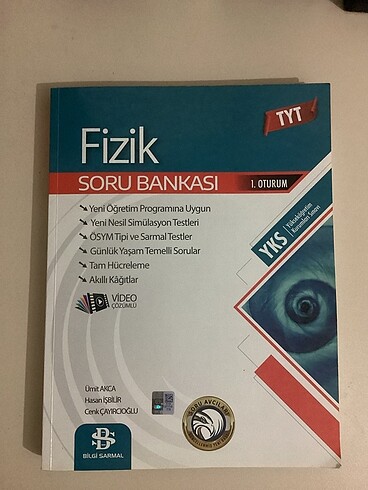 TYT
Fizik
SORU BANKASI
1. OTURUM
Yeni Öğretim Programına Uygun
Yeni Nesil Simülasyon Testleri
ÖSYM Tipi ve Sarmal Testler
Günlük Yaşam Temelli Sorular
Tam Hücreleme
Akıllı Kâğıtlar
YKS
Yükseköğretim
Kurumları Sınavı
VİDEO
ÇÖZÜMLÜ
Ümit AKCA
Hasan İŞBİLİR
Cenk ÇAYIRCIOĞLU
SORU AVCILARI
BİLGİ SARMAL